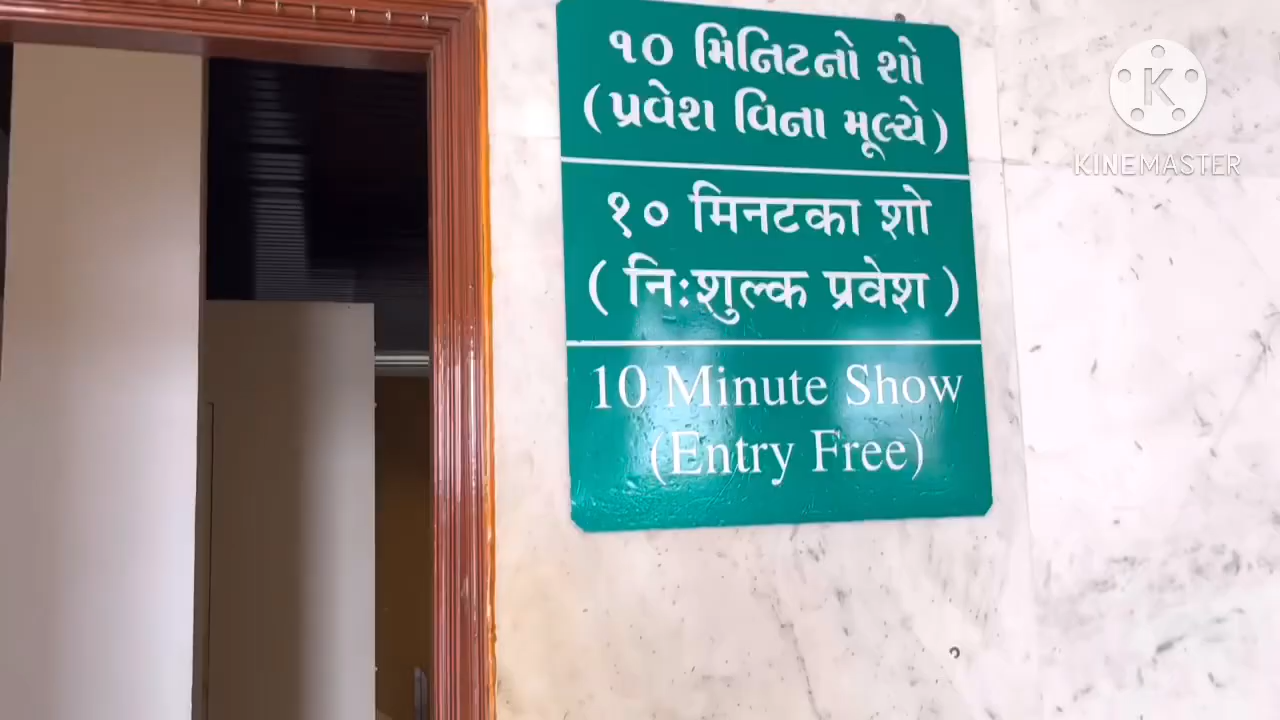 ૧૦ મિનિટનો શો
(પ્રવેશ વિના મૂલ્યે)
१० मिनटका शो
( निःशुल्क प्रवेश )
10 Minute Show
(Entry Free)
K
KINEMASTER